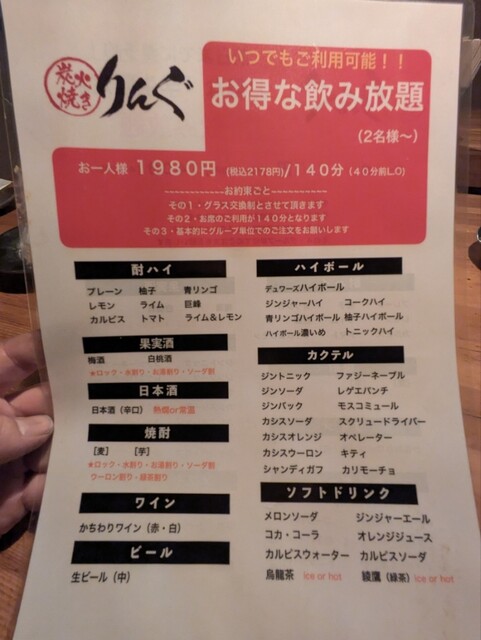 炭火
焼き
りんぐ
いつでもご利用可能！！
お得な飲み放題
（2名様～）
お一人様 1980円 (税込2178円)/140分（４０分前L.O）
~~~~~~~~~~~~お約束ごと~~~~~~~~~~~~
その１・グラス交換制とさせて頂きます
その２・お席のご利用が１４０分となります
その３・基本的にグループ単位でのご注文をお願いします
酎ハイ
プレーン 柚子 青リンゴ
レモン ライム 巨峰
カルピス トマト ライム＆レモン
果実酒
梅酒 白桃酒
★ロック・水割り・お湯割り・ソーダ割
日本酒
日本酒（辛口） 熱燗or常温
焼酎
［麦］ ［芋］
★ロック・水割り・お湯割り・ソーダ割
ウーロン割り・緑茶割り
ワイン
かちわりワイン（赤・白）
ビール
生ビール（中）
ハイボール
デュワーズハイボール
ジンジャーハイ コークハイ
青リンゴハイボール 柚子ハイボール
ハイボール濃いめ トニックハイ
カクテル
ジントニック ファジーネーブル
ジンソーダ レゲエパンチ
ジンバック モスコミュール
カシスソーダ スクリュードライバー
カシスオレンジ オペレーター
カシスウーロン キティ
シャンディガフ カリモーチョ
ソフトドリンク
メロンソーダ ジンジャーエール
コカ・コーラ オレンジジュース
カルピスウォーター カルピスソーダ
烏龍茶 ice or hot 綾鷹（緑茶）ice or hot